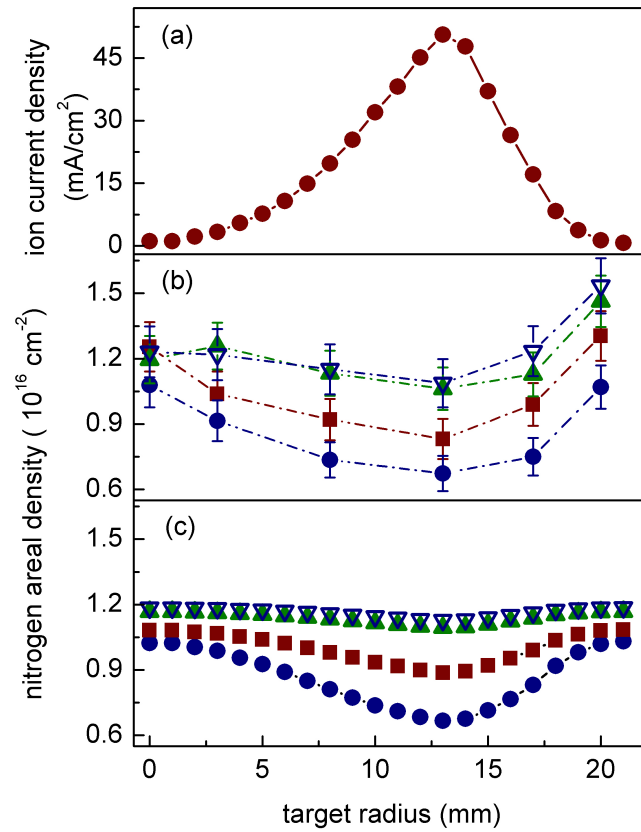 (a)
45
30
15
0
ion current density
(mA/cm²)
(b)
1.5
1.2
0.9
0.6
(c)
1.5
1.2
0.9
0.6
nitrogen areal density ( 10¹⁶ cm⁻²)
0 5 10 15 20
target radius (mm)